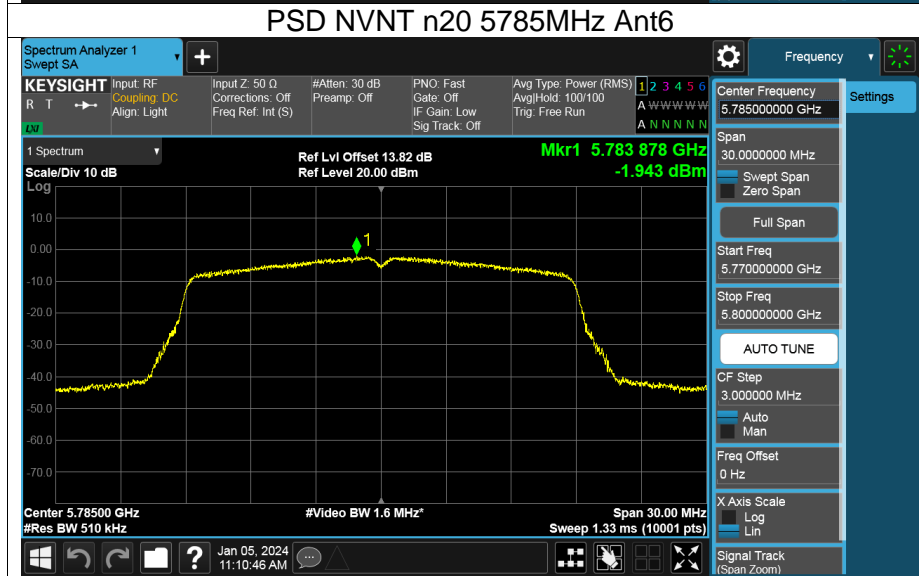 PSD NVNT n20 5785MHz Ant6
Spectrum Analyzer 1
Swept SA
+
Frequency
KEYSIGHT
R T
LXI
Input: RF
Coupling: DC
Align: Light
Input Z: 50 Ω
Corrections: Off
Freq Ref: Int (S)
#Atten: 30 dB
Preamp: Off
PNO: Fast
Gate: Off
IF Gain: Low
Sig Track: Off
Avg Type: Power (RMS)
Avg|Hold: 100/100
Trig: Free Run
1 2 3 4 5 6
A W W W W W
A N N N N N
1 Spectrum
Scale/Div 10 dB
Ref Lvl Offset 13.82 dB
Ref Level 20.00 dBm
Mkr1 5.783 878 GHz
-1.943 dBm
Log
10.0
0.00
-10.0
-20.0
-30.0
-40.0
-50.0
-60.0
-70.0
1
Center 5.78500 GHz
#Video BW 1.6 MHz*
Span 30.00 MHz
#Res BW 510 kHz
Sweep 1.33 ms (10001 pts)
?
Jan 05, 2024
11:10:46 AM
Center Frequency
5.785000000 GHz
Settings
Span
30.0000000 MHz
Swept Span
Zero Span
Full Span
Start Freq
5.770000000 GHz
Stop Freq
5.800000000 GHz
AUTO TUNE
CF Step
3.000000 MHz
Auto
Man
Freq Offset
0 Hz
X Axis Scale
Log
Lin
Signal Track
(Span Zoom)